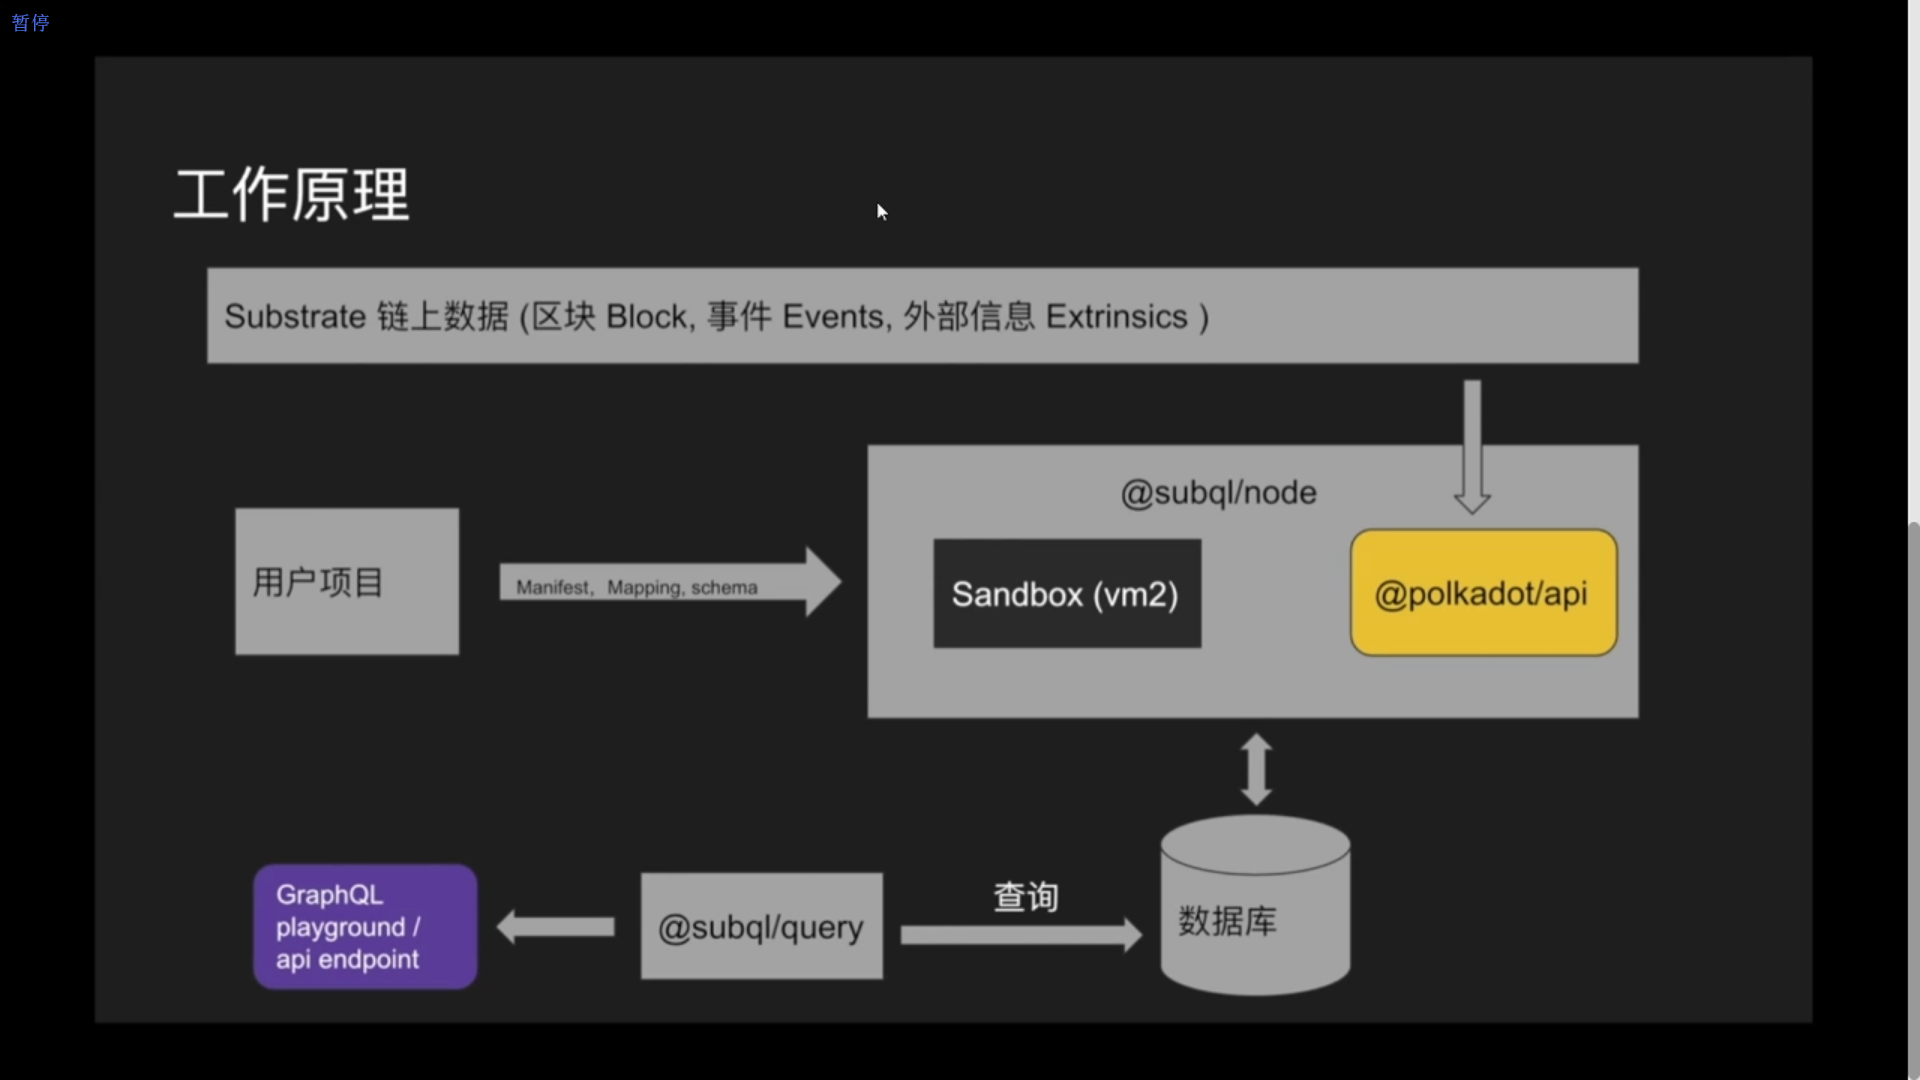 暂停
工作原理
Substrate 链上数据 (区块 Block, 事件 Events, 外部信息 Extrinsics )
@subql/node
用户项目
Manifest，Mapping, schema
Sandbox (vm2)
@polkadot/api
GraphQL
playground /
api endpoint
@subql/query
查询
数据库